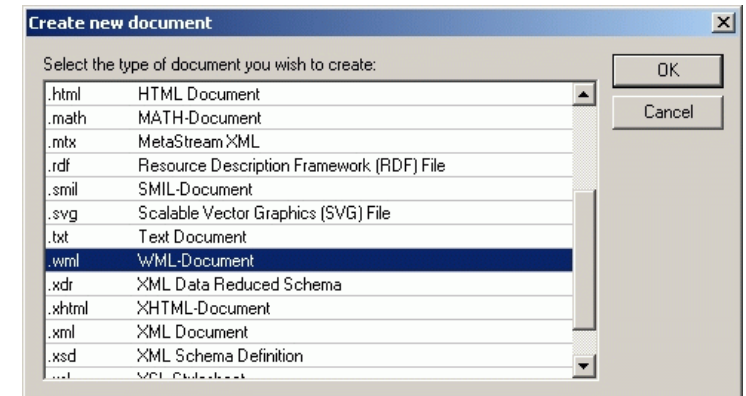 Create new document
Select the type of document you wish to create:
OK
Cancel
.html HTML Document
.math MATH-Document
.mtx MetaStream XML
.rdf Resource Description Framework (RDF) File
.smil SMIL-Document
.svg Scalable Vector Graphics (SVG) File
.txt Text Document
.wml WML-Document
.xdr XML Data Reduced Schema
.xhtml XHTML-Document
.xml XML Document
.xsd XML Schema Definition